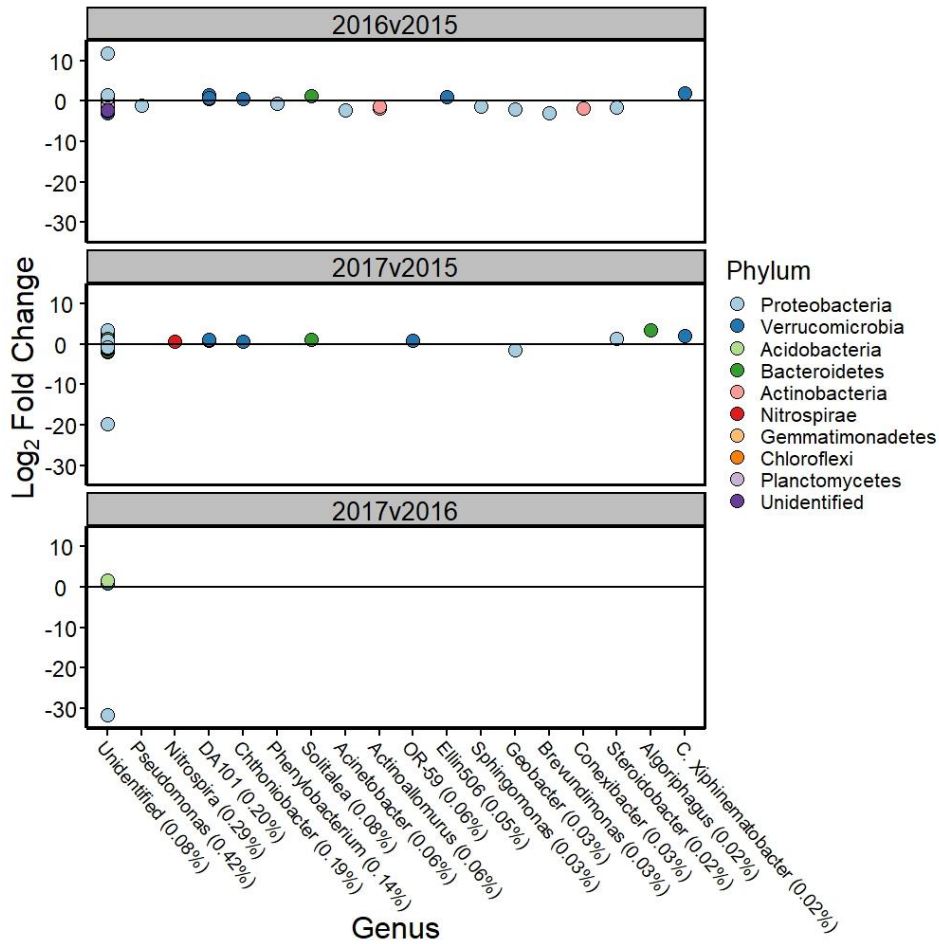 2016v2015
10
0
-10
-20
-30
2017v2015
10
0
-10
-20
-30
2017v2016
10
0
-10
-20
-30
Log2 Fold Change
Unidentified (0.08%)
Pseudomonas (0.42%)
Nitrospira (0.29%)
DA101 (0.20%)
Chthoniobacter (0.19%)
Phenylobacterium (0.14%)
Solitalea (0.08%)
Acinetobacter (0.06%)
Actinoallomurus (0.06%)
OR-59 (0.06%)
Ellin506 (0.05%)
Sphingomonas (0.03%)
Geobacter (0.03%)
Brevundimonas (0.03%)
Conexibacter (0.03%)
Steroidobacter (0.02%)
Algoriphagus (0.02%)
C. Xiphinematobacter (0.02%)
Genus
Phylum
Proteobacteria
Verrucomicrobia
Acidobacteria
Bacteroidetes
Actinobacteria
Nitrospirae
Gemmatimonadetes
Chloroflexi
Planctomycetes
Unidentified